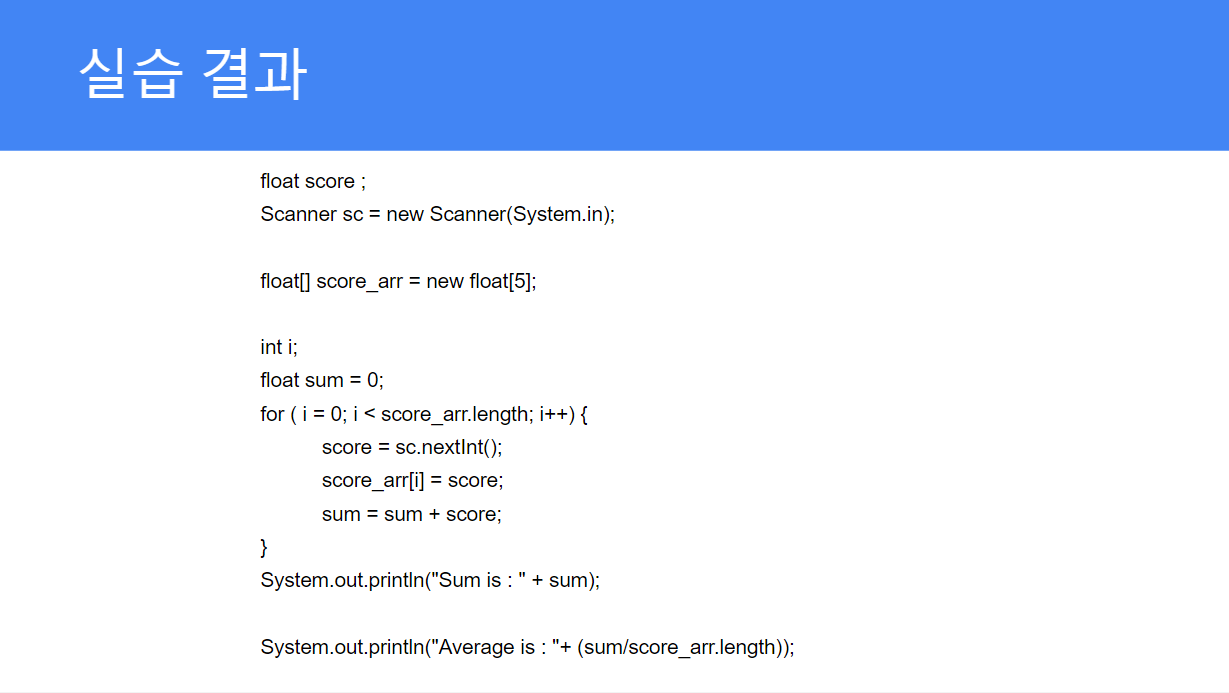 실습 결과
float score ;
Scanner sc = new Scanner(System.in);
float[] score_arr = new float[5];
int i;
float sum = 0;
for ( i = 0; i < score_arr.length; i++) {
score = sc.nextInt();
score_arr[i] = score;
sum = sum + score;
}
System.out.println("Sum is : " + sum);
System.out.println("Average is : "+ (sum/score_arr.length));